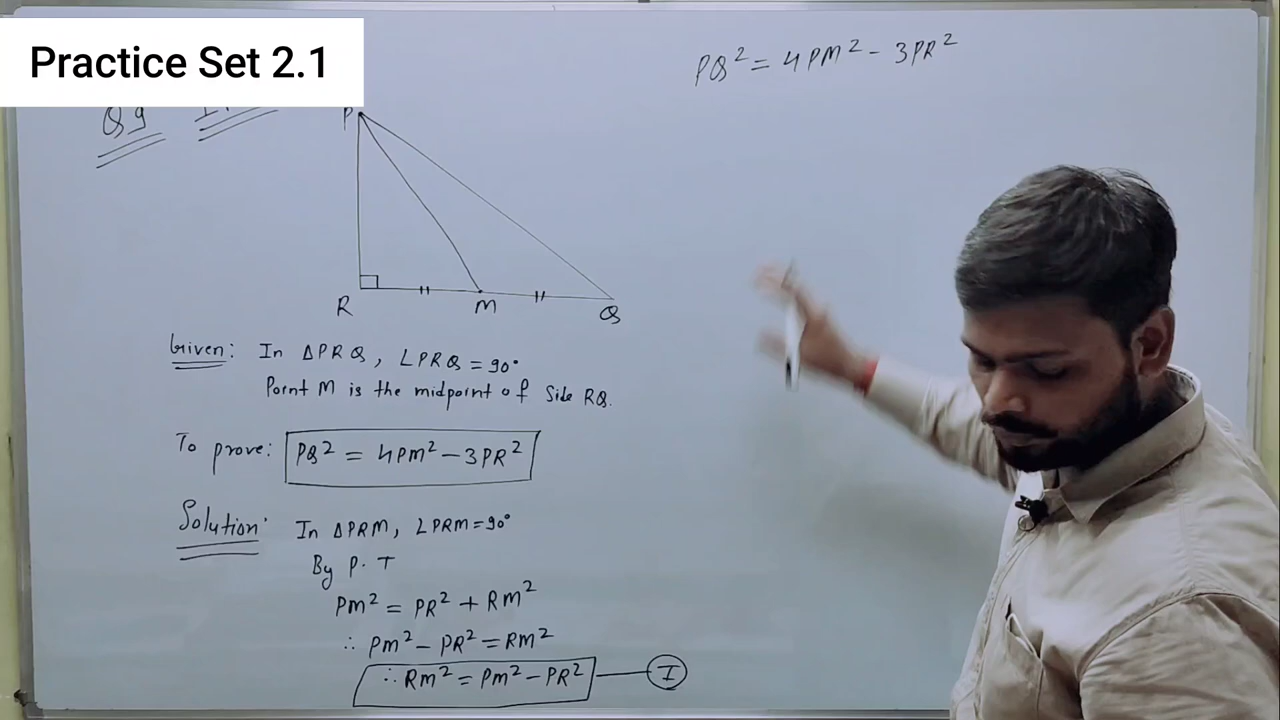 Practice Set 2.1
PQ² = 4PM² - 3PR²
Q9
P
R
M
Q
Given: In ΔPRQ, ∠PRQ = 90°
Point M is the midpoint of Side RQ.
To prove: PQ² = 4PM² - 3PR²
Solution: In ΔPRM, ∠PRM = 90°
By P. T
PM² = PR² + RM²
∴ PM² - PR² = RM²
∴ RM² = PM² - PR² — I